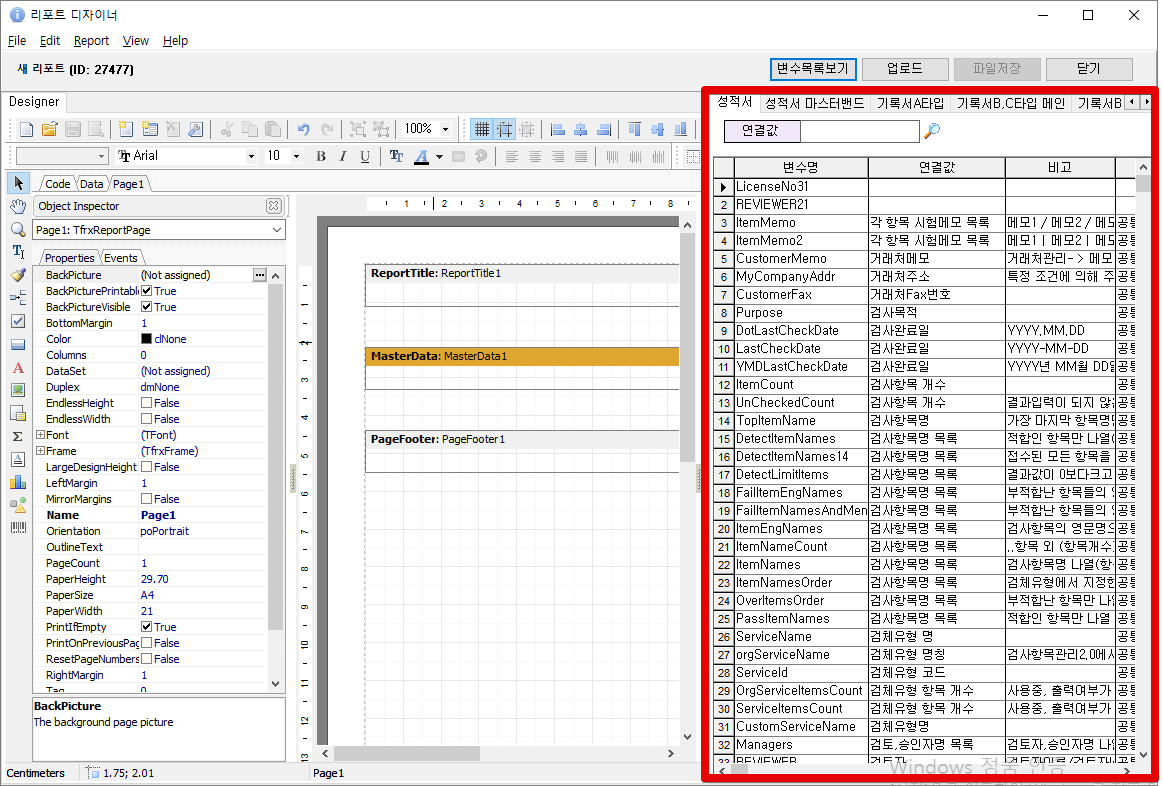 리포트 디자이너
File Edit Report View Help
새 리포트 (ID: 27477)
변수목록보기 업로드 파일저장 닫기
Designer
100%
Arial 10 B I U
Code Data Page1
Object Inspector
Page1: TfrxReportPage
Properties Events
BackPicture (Not assigned)
BackPicturePrintabl True
BackPictureVisible True
BottomMargin 1
Color clNone
Columns 0
DataSet (Not assigned)
Duplex dmNone
EndlessHeight False
EndlessWidth False
Font (TFont)
Frame (TfrxFrame)
LargeDesignHeight False
LeftMargin 1
MirrorMargins False
Name Page1
Orientation poPortrait
OutlineText
PageCount 1
PaperHeight 29.70
PaperSize A4
PaperWidth 21
PrintIfEmpty True
PrintOnPreviousPag False
ResetPageNumbers False
RightMargin 1
Tag 0
BackPicture
The background page picture
Centimeters 1.75; 2.01 Page1
1 2 3 4 5 6 7 8
1
2
3
4
5
6
7
8
9
10
11
12
13
ReportTitle: ReportTitle1
MasterData: MasterData1
PageFooter: PageFooter1
성적서 성적서 마스터밴드 기록서A타입 기록서B,C타입 메인 기록서B
연결값
변수명 연결값 비고
LicenseNo31
2 REVIEWER21
3 ItemMemo 각 항목 시험메모 목록 메모1 / 메모2 / 메모 공통
4 ItemMemo2 각 항목 시험메모 목록 메모1 | 메모2 | 메모 공통
5 CustomerMemo 거래처메모 거래처관리-> 메모 공통
6 MyCompanyAddr 거래처주소 특정 조건에 의해 주 공통
7 CustomerFax 거래처Fax번호 공통
8 Purpose 검사목적 공통
9 DotLastCheckDate 검사완료일 YYYY.MM.DD 공통
10 LastCheckDate 검사완료일 YYYY-MM-DD 공통
11 YMDLastCheckDate 검사완료일 YYYY년 MM월 DD일 공통
12 ItemCount 검사항목 개수 공통
13 UnCheckedCount 검사항목 개수 결과입력이 되지 않은 공통
14 TopItemName 검사항목명 가장 마지막 항목명만 공통
15 DetectItemNames 검사항목명 목록 적합인 항목만 나열( 공통
16 DetectItemNames14 검사항목명 목록 접수된 모든 항목을 공통
17 DetectLimitItems 검사항목명 목록 결과값이 0보다크고 공통
18 FailItemEngNames 검사항목명 목록 부적합난 항목들의 영 공통
19 FailItemNamesAndMen 검사항목명 목록 부적합난 항목들의 공통
20 ItemEngNames 검사항목명 목록 검사항목의 영문명으 공통
21 ItemNameCount 검사항목명 목록 ,,항목 외 (항목개수 공통
22 ItemNames 검사항목명 목록 검사항목명 나열(항 공통
23 ItemNamesOrder 검사항목명 목록 검체유형에서 지정한 공통
24 OverItemsOrder 검사항목명 목록 부적합난 항목만 나열 공통
25 PassItemNames 검사항목명 목록 적합인 항목만 나열 공통
26 ServiceName 검체유형 명 공통
27 orgServiceName 검체유형 명칭 검사항목관리2.0에서 공통
28 ServiceId 검체유형 코드 공통
29 OrgServiceItemsCount 검체유형 항목 개수 사용중, 출력여부가 공통
30 ServiceItemsCount 검체유형 항목 개수 사용중, 출력여부가 공통
31 CustomServiceName 검체유형명 공통
32 Managers 검토,승인자명 목록 검토자,승인자명 나열 공통
33 REVIEWER 검토자
Windows 정품 인증